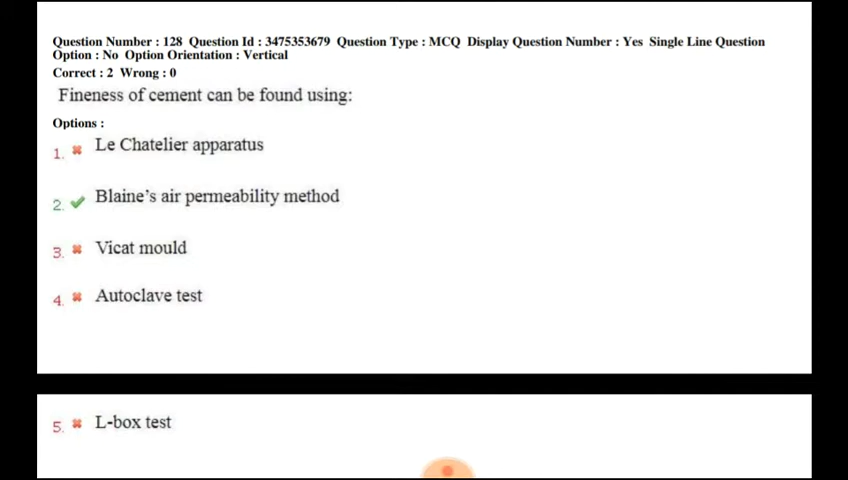 Question Number : 128 Question Id : 3475353679 Question Type : MCQ Display Question Number : Yes Single Line Question
Option : No Option Orientation : Vertical
Correct : 2 Wrong : 0
Fineness of cement can be found using:
Options :
1. Le Chatelier apparatus
2. Blaine's air permeability method
3. Vicat mould
4. Autoclave test
5. L-box test